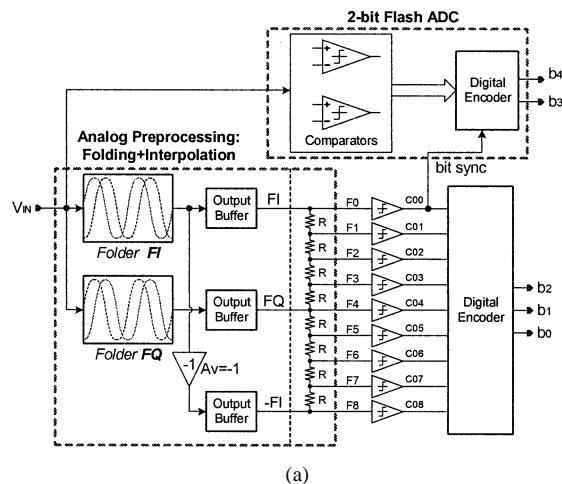 2-bit Flash ADC
Comparators
Digital
Encoder
b4
b3
bit sync
Analog Preprocessing:
Folding+Interpolation
VIN
Folder FI
Output
Buffer
FI
Folder FQ
Output
Buffer
FQ
-1
Av=-1
Output
Buffer
-FI
R
R
R
R
R
R
R
R
F0
C00
F1
C01
F2
C02
F3
C03
F4
C04
F5
C05
F6
C06
F7
C07
F8
C08
Digital
Encoder
b2
b1
b0
(a)